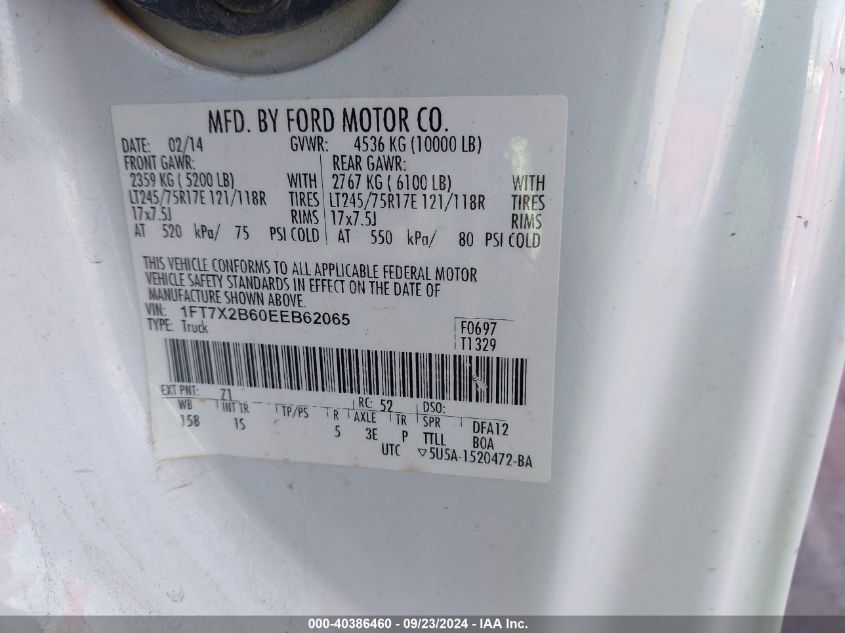 MFD. BY FORD MOTOR CO.
DATE: 02/14 GVWR: 4536 KG (10000 LB)
FRONT GAWR: REAR GAWR:
2359 KG ( 5200 LB) WITH 2767 KG ( 6100 LB) WITH
LT245/75R17E 121/118R TIRES LT245/75R17E 121/118R TIRES
17x7.5J RIMS 17x7.5J RIMS
AT 520 kPa/ 75 PSI COLD AT 550 kPa/ 80 PSI COLD
THIS VEHICLE CONFORMS TO ALL APPLICABLE FEDERAL MOTOR
VEHICLE SAFETY STANDARDS IN EFFECT ON THE DATE OF
MANUFACTURE SHOWN ABOVE.
VIN: 1FT7X2B60EEB62065 F0697
TYPE: Truck T1329
EXT PNT: Z1 RC: 52 DSO:
WB INT TR TP/PS R AXLE TR SPR DFA12
158 IS 5 3E P TTLL BOA
UTC ▽5U5A-1520472-BA
000-40386460 - 09/23/2024 - IAA Inc.